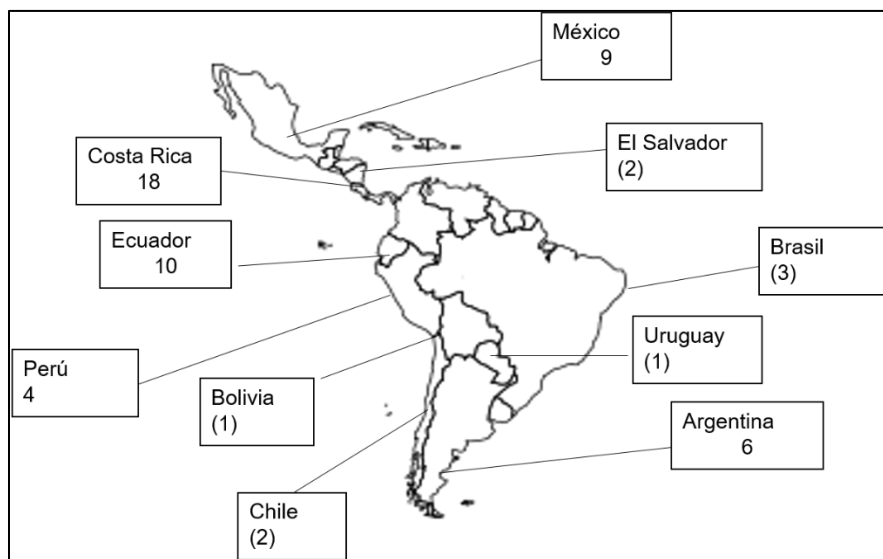 México
9
El Salvador
(2)
Costa Rica
18
Ecuador
10
Brasil
(3)
Uruguay
(1)
Perú
4
Bolivia
(1)
Argentina
6
Chile
(2)